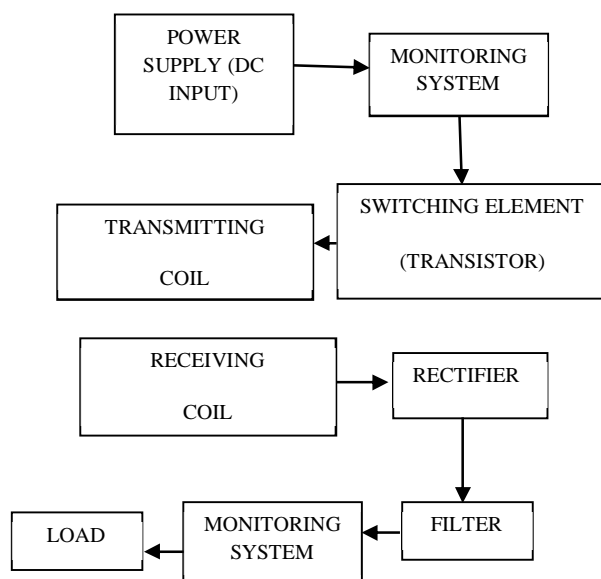 POWER
SUPPLY (DC
INPUT)
MONITORING
SYSTEM
SWITCHING ELEMENT
(TRANSISTOR)
TRANSMITTING
COIL
RECEIVING
COIL
RECTIFIER
FILTER
MONITORING
SYSTEM
LOAD